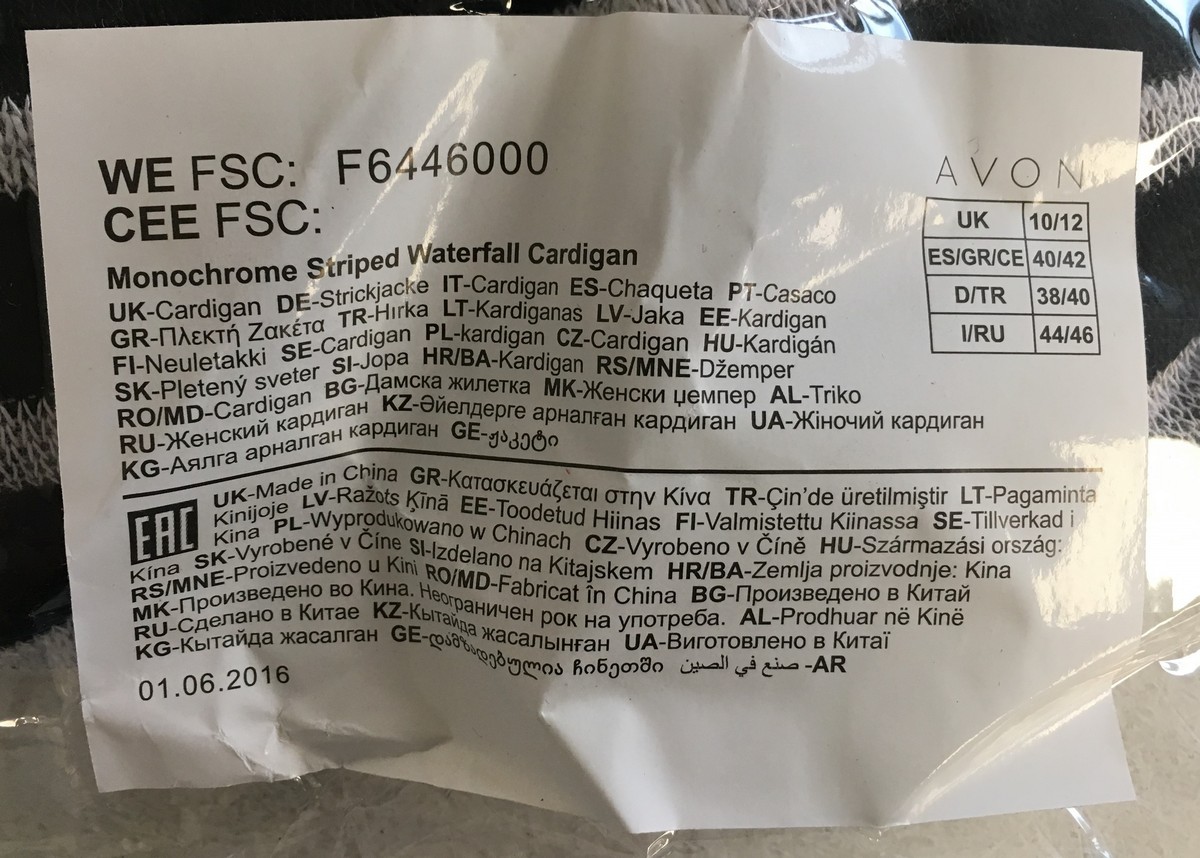 WE FSC: F6446000
CEE FSC:
Monochrome Striped Waterfall Cardigan
UK-Cardigan DE-Strickjacke IT-Cardigan ES-Chaqueta PT-Casaco
GR-Πλεκτή Ζακέτα TR-Hırka LT-Kardiganas LV-Jaka EE-Kardigan
FI-Neuletakki SE-Cardigan PL-kardigan CZ-Cardigan HU-Kardigán
SK-Pletený sveter SI-Jopa HR/BA-Kardigan RS/MNE-Džemper
RO/MD-Cardigan BG-Дамска жилетка MK-Женски џемпер AL-Triko
RU-Женский кардиган KZ-Әйелдерге арналған кардиган UA-Жіночий кардиган
KG-Аялга арналган кардиган GE-ჟაკეტი
AVON
UK 10/12
ES/GR/CE 40/42
D/TR 38/40
I/RU 44/46
EAC
UK-Made in China GR-Κατασκευάζεται στην Κίνα TR-Çin’de üretilmiştir LT-Pagaminta
Kinijoje LV-Ražots Ķīnā EE-Toodetud Hiinas FI-Valmistettu Kiinassa SE-Tillverkad i
Kina PL-Wyprodukowano w Chinach CZ-Vyrobeno v Číně HU-Származási ország:
Kína SK-Vyrobené v Číne SI-Izdelano na Kitajskem HR/BA-Zemlja proizvodnje: Kina
RS/MNE-Proizvedeno u Kini RO/MD-Fabricat în China BG-Произведено в Китай
MK-Произведено во Кина. Неограничен рок на употреба. AL-Prodhuar në Kinë
RU-Сделано в Китае KZ-Кытайда жасалынған UA-Виготовлено в Китаї
KG-Кытайда жасалган GE-დამზადებულია ჩინეთში صنع في الصين -AR
01.06.2016